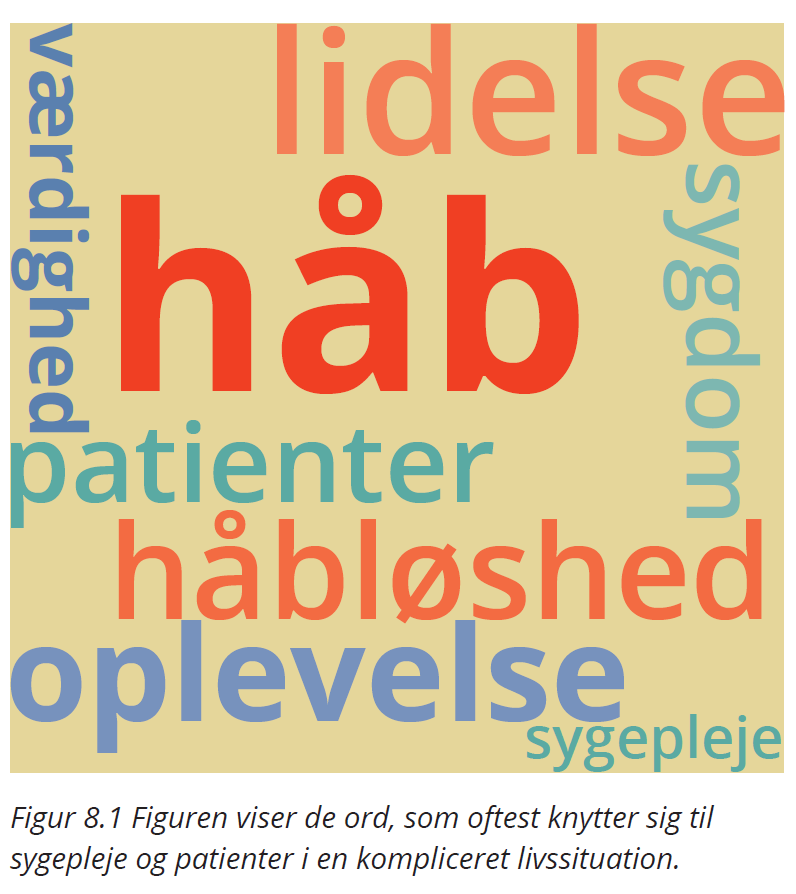 lidelse
værdighed
håb
sygdom
patienter
håbløshed
oplevelse
sygepleje
Figur 8.1 Figuren viser de ord, som oftest knytter sig til
sygepleje og patienter i en kompliceret livssituation.